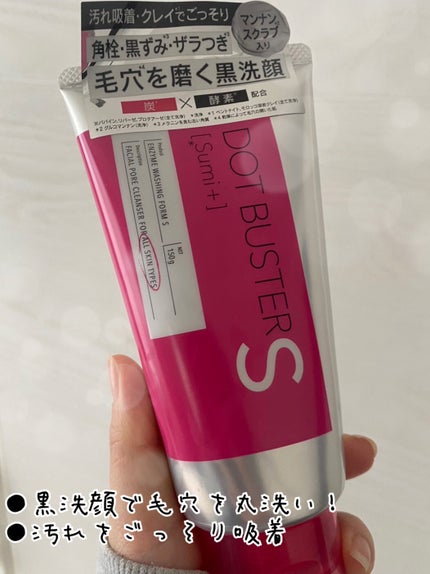 汚れ吸着・クレイでごっそり
角栓・黒ずみ・ザラつき
毛穴を磨く黒洗顔
炭 × 酵素 配合
マンナン
スクラブ
入り
DOT BUSTER S
[Sumi+]
Product
ENZYME WASHING FORM S
NET
150g
Description
FACIAL PORE CLEANSER FOR ALL SKIN TYPES
●黒洗顔で毛穴を丸洗い！
●汚れをごっそり吸着